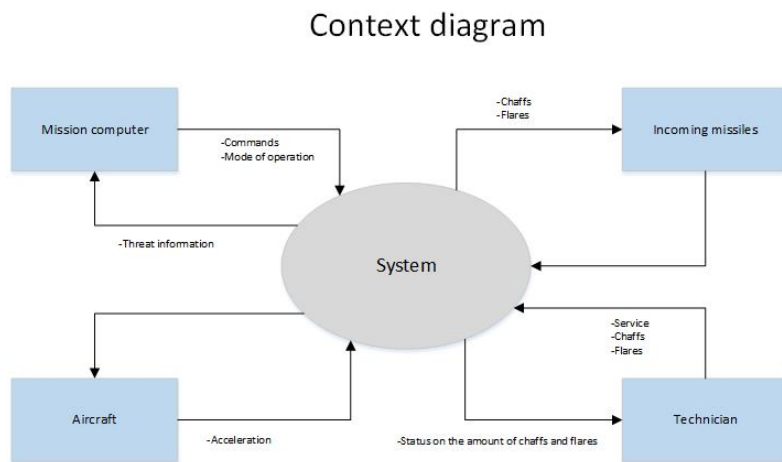 Context diagram
Mission computer
-Commands
-Mode of operation
-Chaffs
-Flares
Incoming missiles
-Threat information
System
-Service
-Chaffs
-Flares
Aircraft
-Acceleration
-Status on the amount of chaffs and flares
Technician